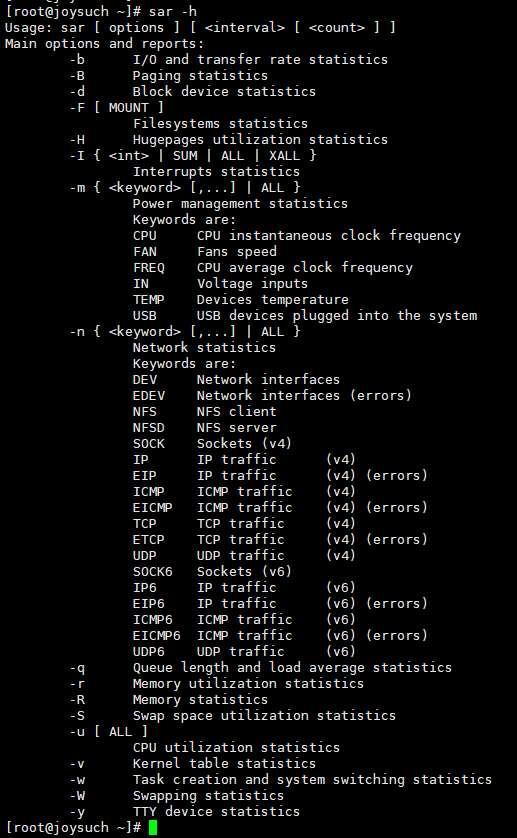 [root@joysuch ~]# sar -h
Usage: sar [ options ] [ <interval> [ <count> ] ]
Main options and reports:
        -b      I/O and transfer rate statistics
        -B      Paging statistics
        -d      Block device statistics
        -F [ MOUNT ]
                Filesystems statistics
        -H      Hugepages utilization statistics
        -I { <int> | SUM | ALL | XALL }
                Interrupts statistics
        -m { <keyword> [,...] | ALL }
                Power management statistics
                Keywords are:
                CPU     CPU instantaneous clock frequency
                FAN     Fans speed
                FREQ    CPU average clock frequency
                IN      Voltage inputs
                TEMP    Devices temperature
                USB     USB devices plugged into the system
        -n { <keyword> [,...] | ALL }
                Network statistics
                Keywords are:
                DEV     Network interfaces
                EDEV    Network interfaces (errors)
                NFS     NFS client
                NFSD    NFS server
                SOCK    Sockets (v4)
                IP      IP traffic      (v4)
                EIP     IP traffic      (v4) (errors)
                ICMP    ICMP traffic    (v4)
                EICMP   ICMP traffic    (v4) (errors)
                TCP     TCP traffic     (v4)
                ETCP    TCP traffic     (v4) (errors)
                UDP     UDP traffic     (v4)
                SOCK6   Sockets (v6)
                IP6     IP traffic      (v6)
                EIP6    IP traffic      (v6) (errors)
                ICMP6   ICMP traffic    (v6)
                EICMP6  ICMP traffic    (v6) (errors)
                UDP6    UDP traffic     (v6)
        -q      Queue length and load average statistics
        -r      Memory utilization statistics
        -R      Memory statistics
        -S      Swap space utilization statistics
        -u [ ALL ]
                CPU utilization statistics
        -v      Kernel table statistics
        -w      Task creation and system switching statistics
        -W      Swapping statistics
        -y      TTY device statistics
[root@joysuch ~]#